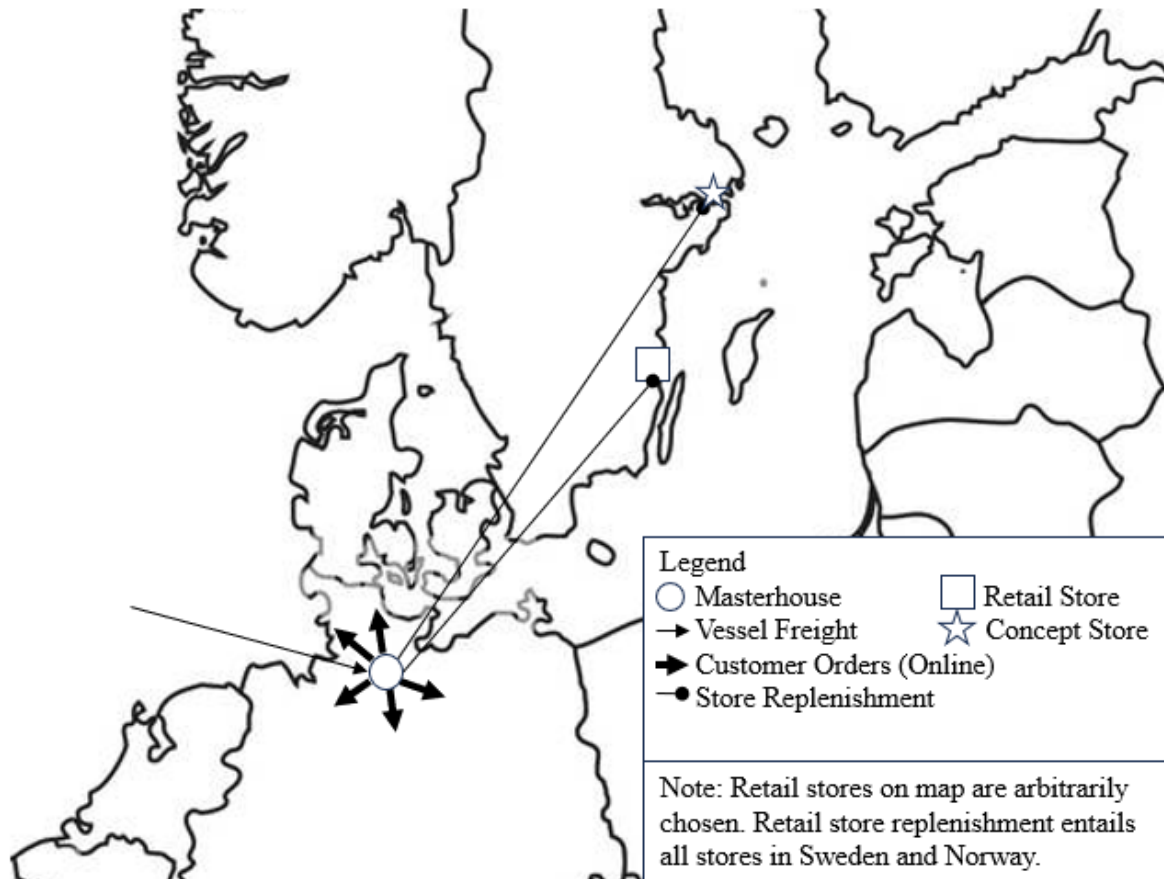 Legend
Masterhouse
Retail Store
Vessel Freight
Concept Store
Customer Orders (Online)
Store Replenishment
Note: Retail stores on map are arbitrarily
chosen. Retail store replenishment entails
all stores in Sweden and Norway.